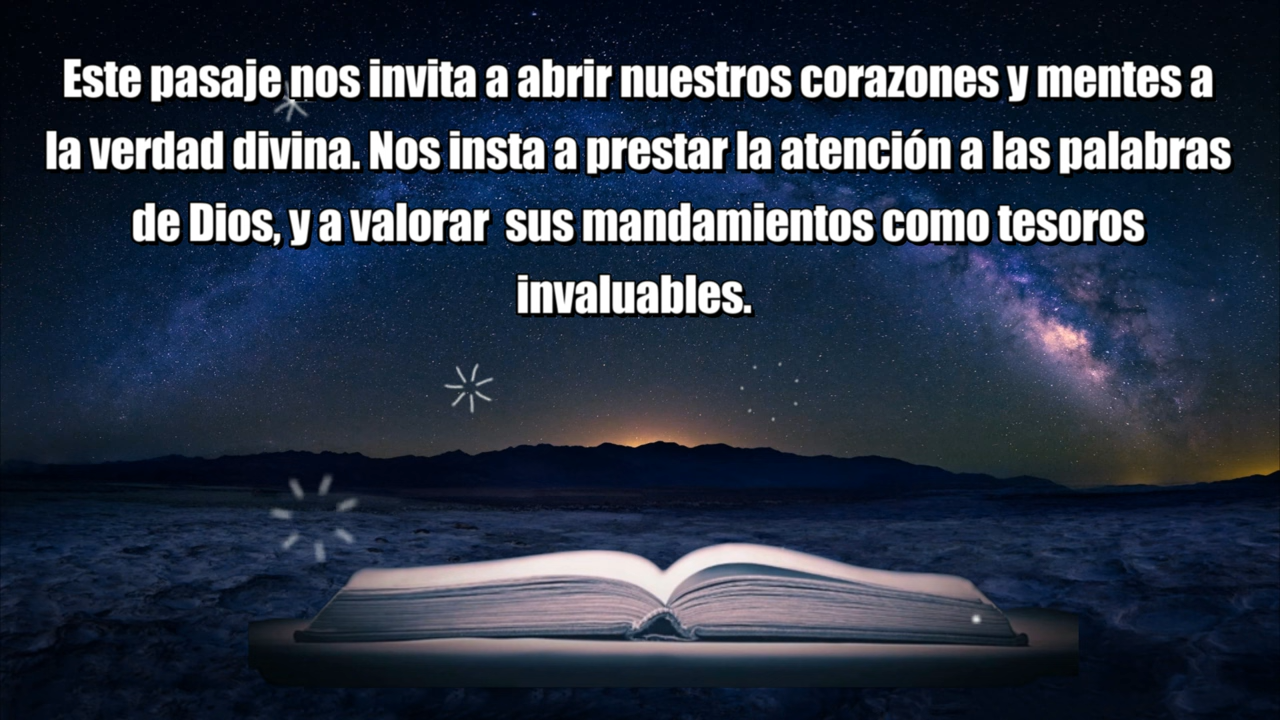 Este pasaje nos invita a abrir nuestros corazones y mentes a
la verdad divina. Nos insta a prestar la atención a las palabras
de Dios, y a valorar  sus mandamientos como tesoros
invaluables.